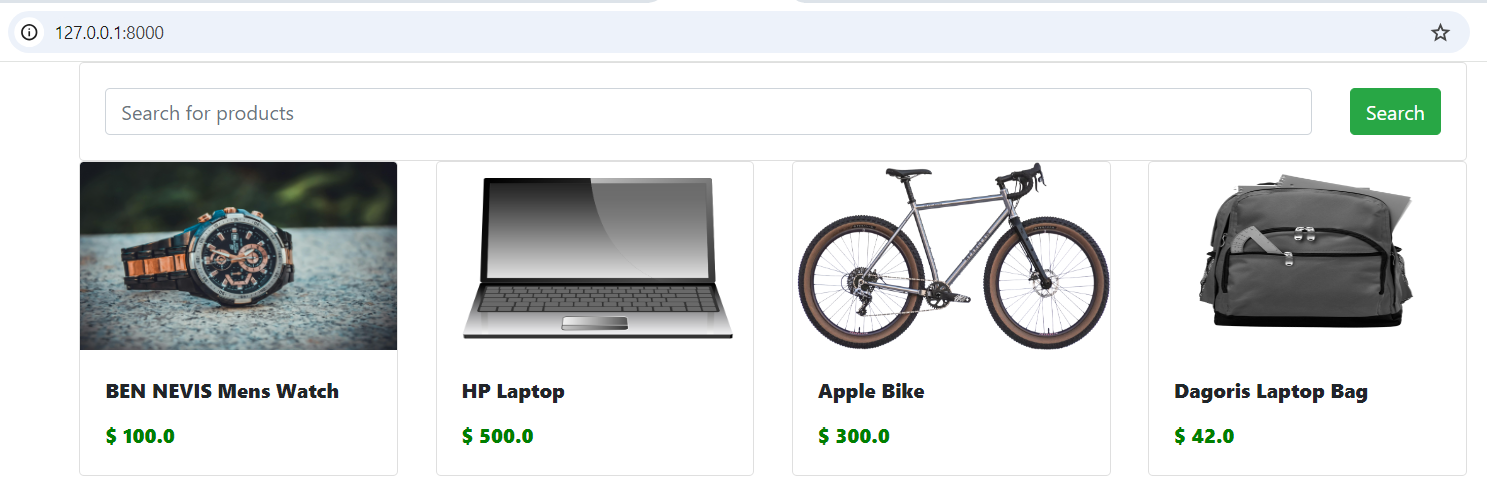 127.0.0.1:8000
Search for products
Search
BEN NEVIS Mens Watch
HP Laptop
Apple Bike
Dagoris Laptop Bag
$ 100.0
$ 500.0
$ 300.0
$ 42.0